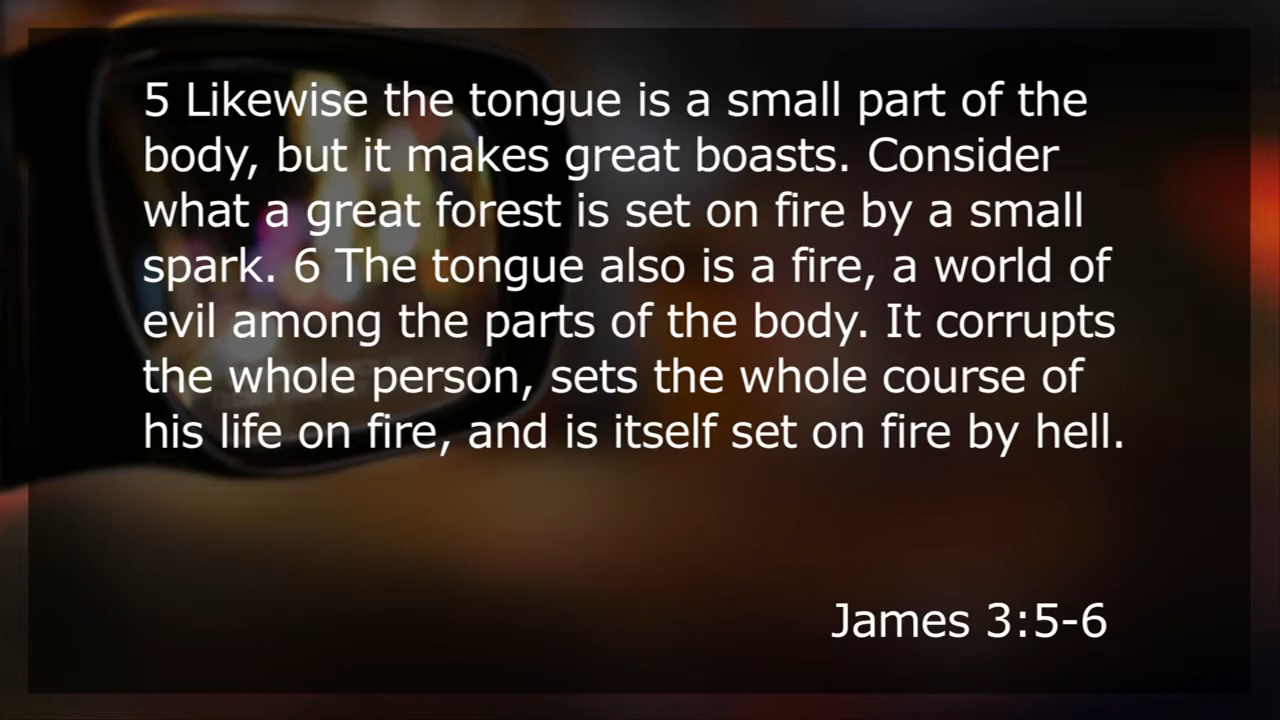 5 Likewise the tongue is a small part of the
body, but it makes great boasts. Consider
what a great forest is set on fire by a small
spark. 6 The tongue also is a fire, a world of
evil among the parts of the body. It corrupts
the whole person, sets the whole course of
his life on fire, and is itself set on fire by hell.
James 3:5-6